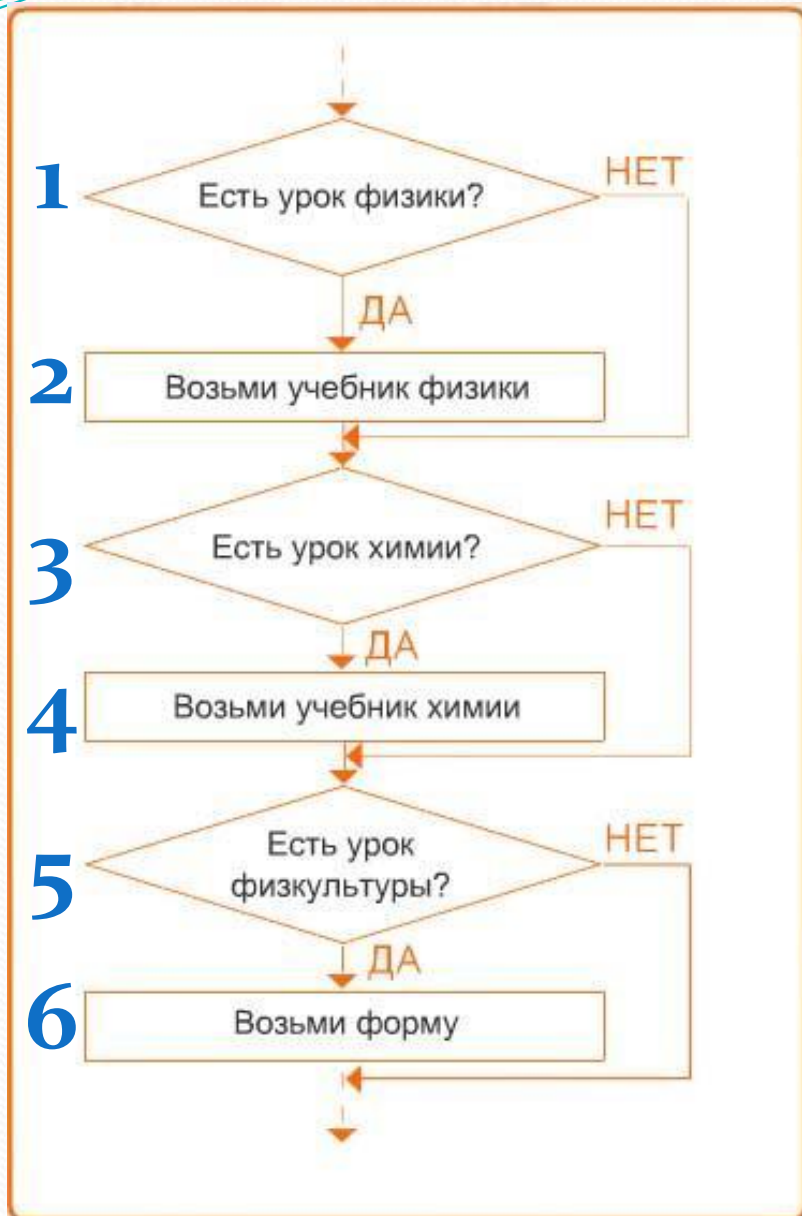 1
Есть урок физики?
НЕТ
ДА
2
Возьми учебник физики
3
Есть урок химии?
НЕТ
ДА
4
Возьми учебник химии
5
Есть урок
физкультуры?
НЕТ
ДА
6
Возьми форму